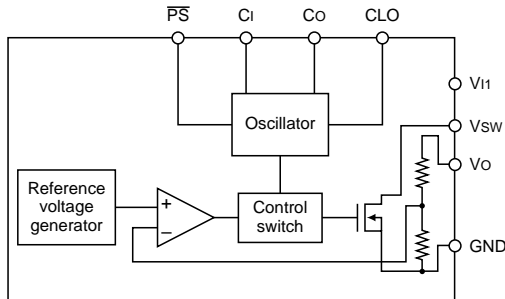 PS CI CO CLO
VI1
Oscillator
VSW
VO
Reference
voltage
generator
+
−
Control
switch
GND